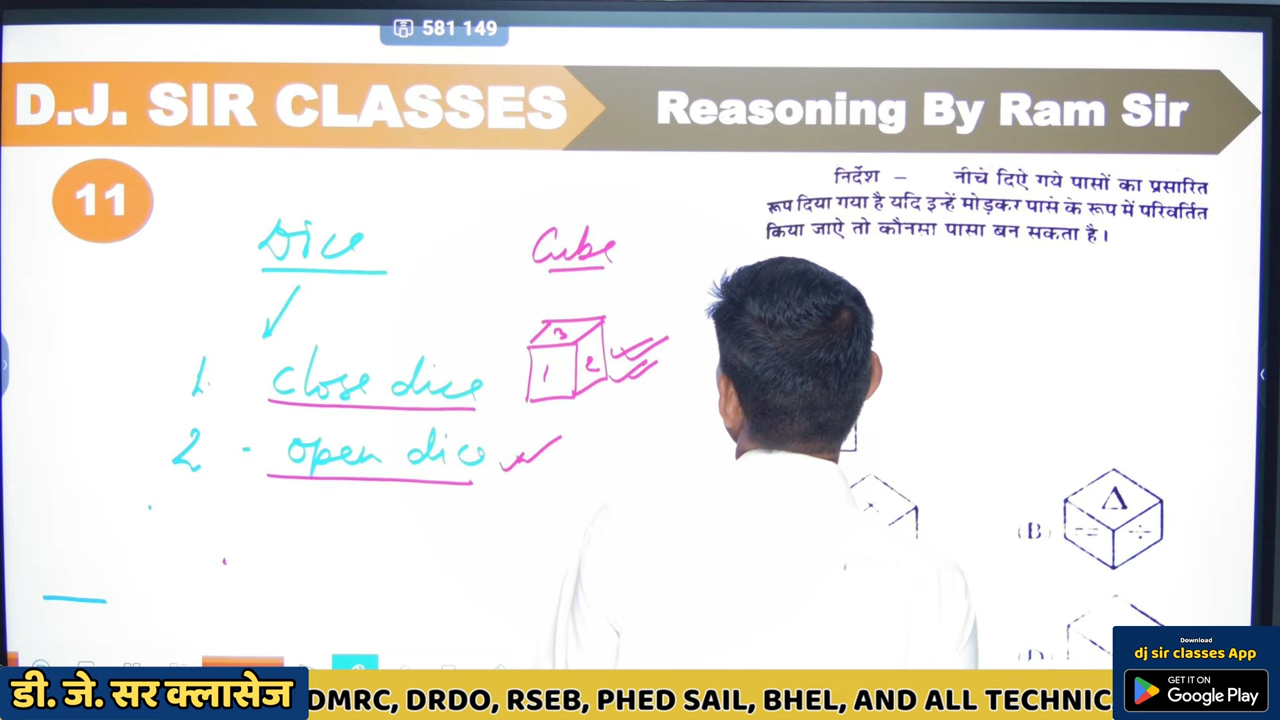 581 149
D.J. SIR CLASSES
Reasoning By Ram Sir
11
निर्देश – नीचे दिऐ गये पासों का प्रसारित
रूप दिया गया है यदि इन्हें मोड़कर पासे के रूप में परिवर्तित
किया जाऐ तो कौनसा पासा बन सकता है।
Dice
Cube
3
1 2
1. Close dice
2 - open dice
(B)
Δ
= ÷
Download
dj sir classes App
GET IT ON
Google Play
डी. जे. सर क्लासेज
DMRC, DRDO, RSEB, PHED SAIL, BHEL, AND ALL TECHNIC